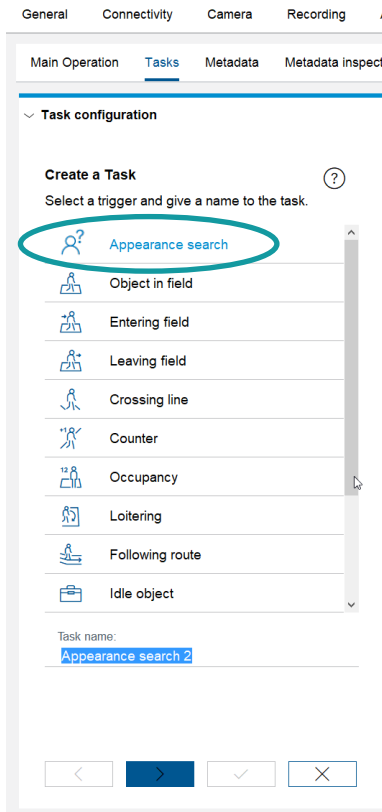 General Connectivity Camera Recording
Main Operation Tasks Metadata Metadata inspect
Task configuration
Create a Task
?
Select a trigger and give a name to the task.
? Appearance search
Object in field
Entering field
Leaving field
Crossing line
+1 Counter
12 Occupancy
Loitering
Following route
Idle object
Task name:
Appearance search 2